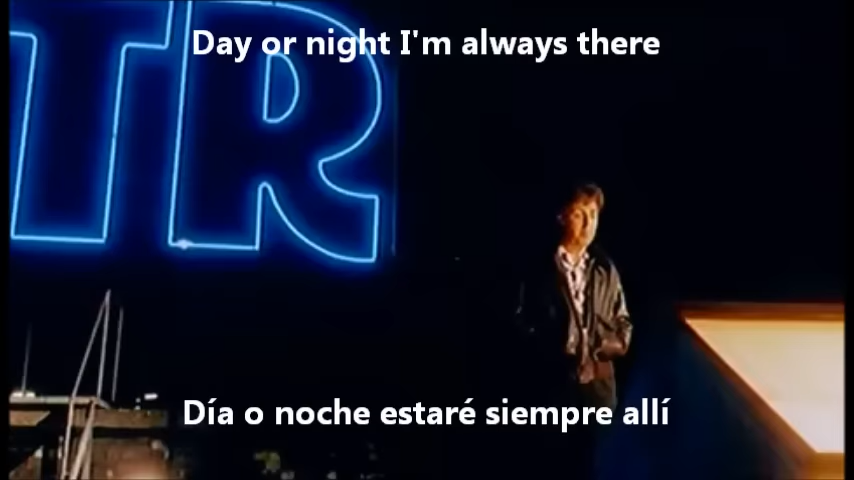 Day or night I'm always there
TR
Día o noche estaré siempre allí